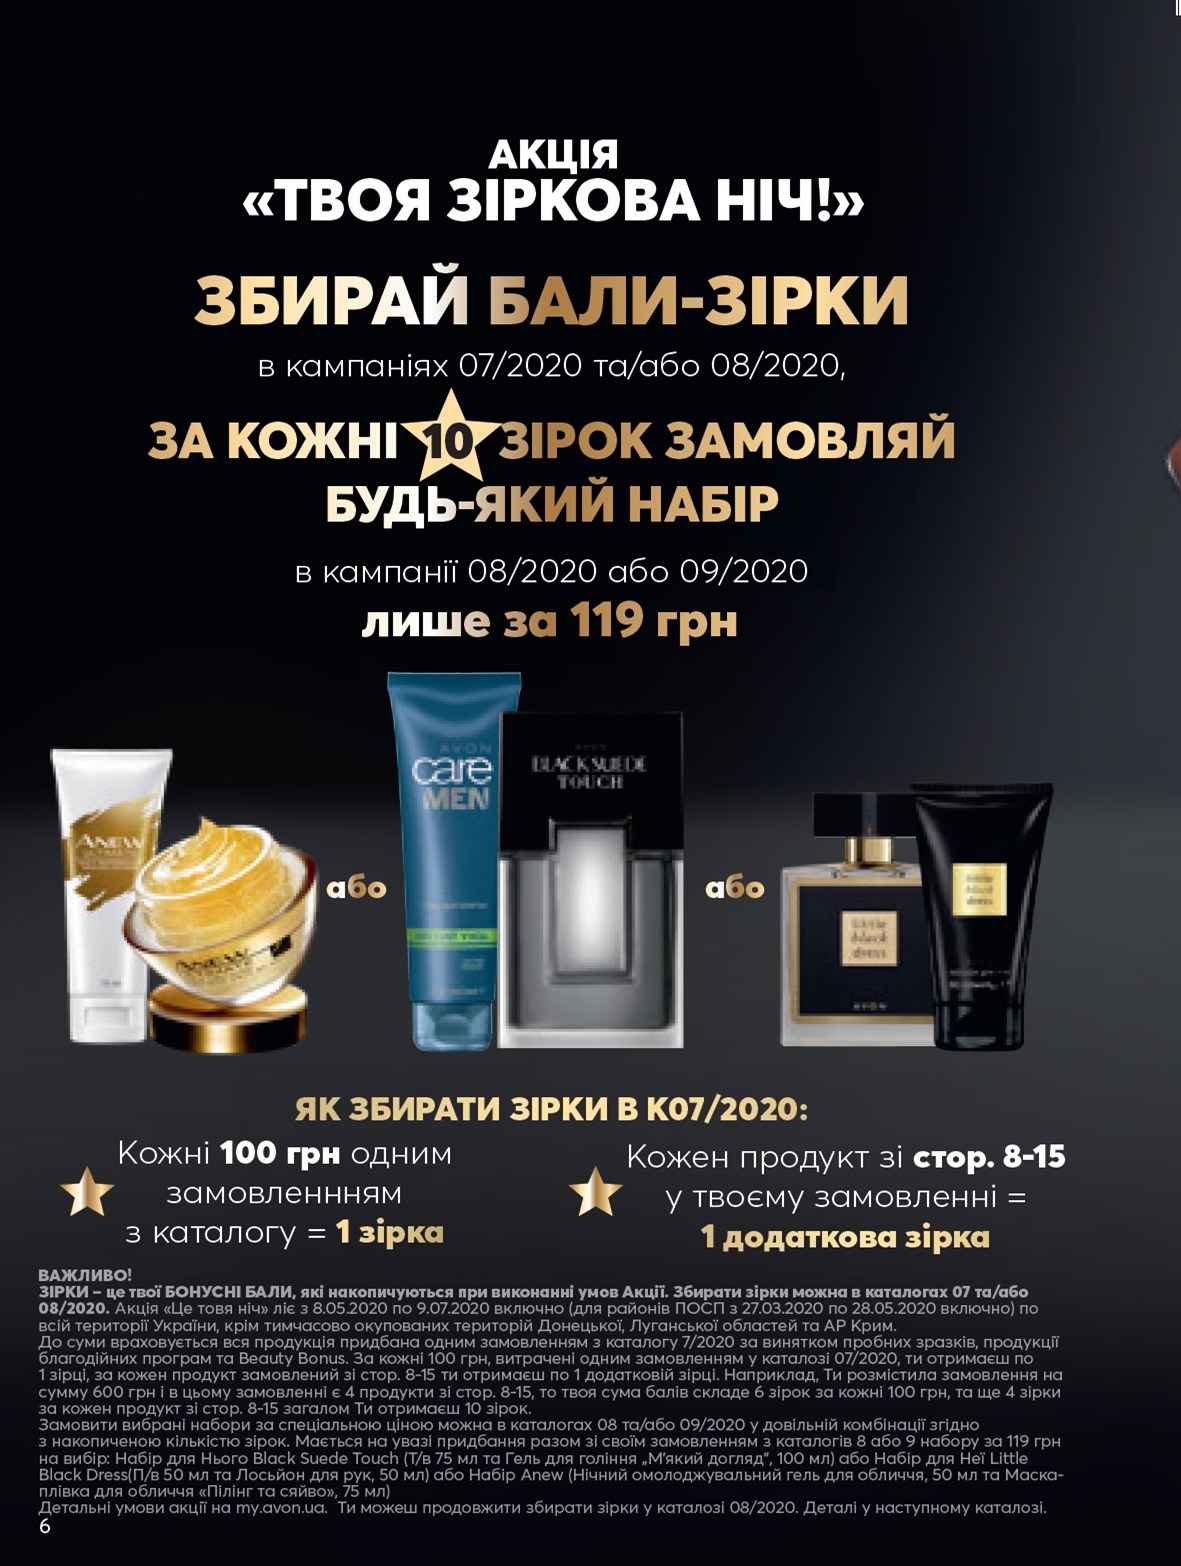 АКЦІЯ
«ТВОЯ ЗІРКОВА НІЧ!»
ЗБИРАЙ БАЛИ-ЗІРКИ
в кампаніях 07/2020 та/або 08/2020,
ЗА КОЖНІ 10 ЗІРОК ЗАМОВЛЯЙ
БУДЬ-ЯКИЙ НАБІР
в кампанії 08/2020 або 09/2020
лише за 119 грн
ANEW
ANEW
або
AVON
care
MEN
AVON
BLACK SUEDE
TOUCH
або
little
black
dress
AVON
little
black
dress
ЯК ЗБИРАТИ ЗІРКИ В К07/2020:
Кожні 100 грн одним
замовленнням
з каталогу = 1 зірка
Кожен продукт зі стор. 8-15
у твоєму замовленні =
1 додаткова зірка
ВАЖЛИВО!
ЗІРКИ – це твої БОНУСНІ БАЛИ, які накопичуються при виконанні умов Акції. Збирати зірки можна в каталогах 07 та/або
08/2020. Акція «Це товя ніч» ліє з 8.05.2020 по 9.07.2020 включно (для районів ПОСП з 27.03.2020 по 28.05.2020 включно) по
всій території України, крім тимчасово окупованих територій Донецької, Луганської областей та АР Крим.
До суми враховується вся продукція придбана одним замовленням з каталогу 7/2020 за винятком пробних зразків, продукції
благодійних програм та Beauty Bonus. За кожні 100 грн, витрачені одним замовленням у каталозі 07/2020, ти отримаєш по
1 зірці, за кожен продукт замовлений зі стор. 8-15 ти отримаєш по 1 додатковій зірці. Наприклад, Ти розмістила замовлення на
сумму 600 грн і в цьому замовленні є 4 продукти зі стор. 8-15, то твоя сума балів складе 6 зірок за кожні 100 грн, та ще 4 зірки
за кожен продукт зі стор. 8-15 загалом Ти отримаєш 10 зірок.
Замовити вибрані набори за спеціальною ціною можна в каталогах 08 та/або 09/2020 у довільній комбінації згідно
з накопиченою кількістю зірок. Мається на увазі придбання разом зі своїм замовленням з каталогів 8 або 9 набору за 119 грн
на вибір: Набір для Нього Black Suede Touch (Т/в 75 мл та Гель для гоління „М'який догляд", 100 мл) або Набір для Неї Little
Black Dress(П/в 50 мл та Лосьйон для рук, 50 мл) або Набір Anew (Нічний омолоджувальний гель для обличчя, 50 мл та Маска-
плівка для обличчя «Пілінг та сяйво», 75 мл)
Детальні умови акції на my.avon.ua. Ти можеш продовжити збирати зірки у каталозі 08/2020. Деталі у наступному каталозі.
6